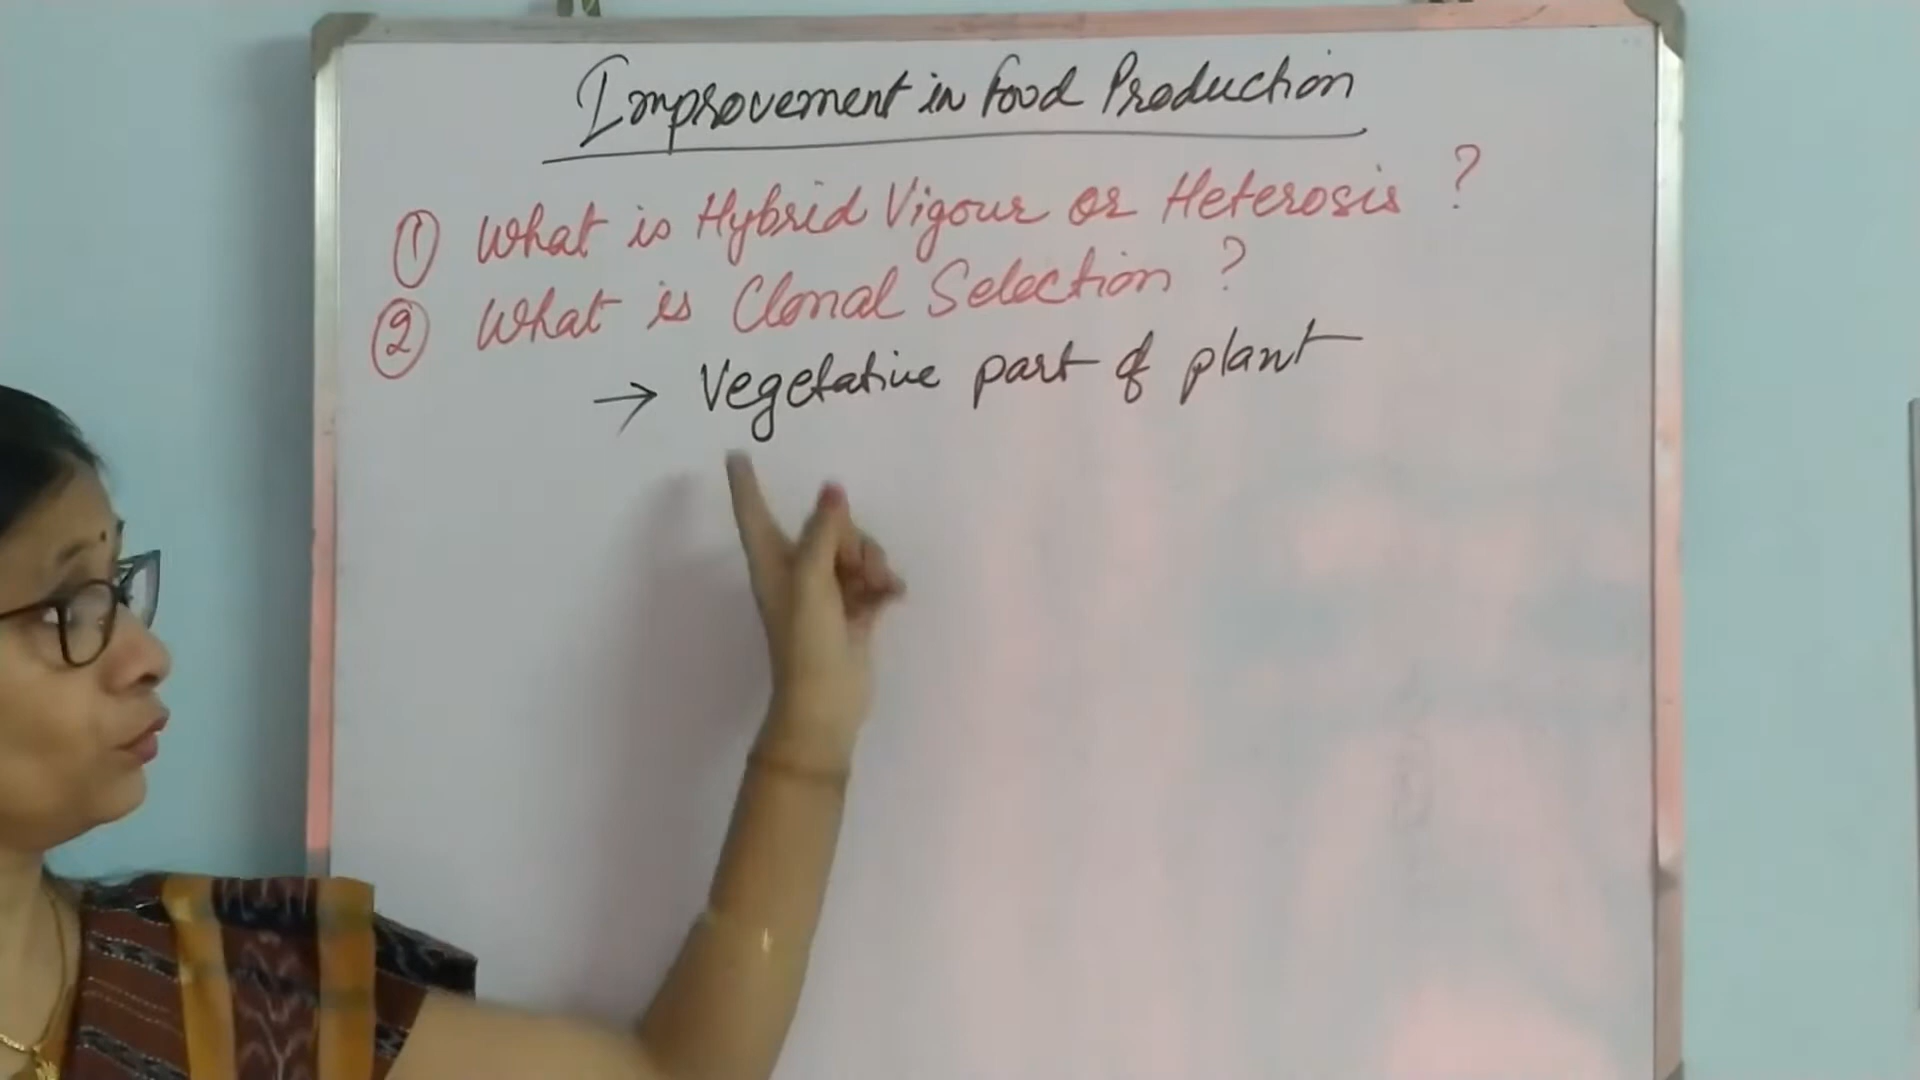 Improvement in Food Production
① What is Hybrid Vigour or Heterosis ?
② What is Clonal Selection ?
→ Vegetative part of plant